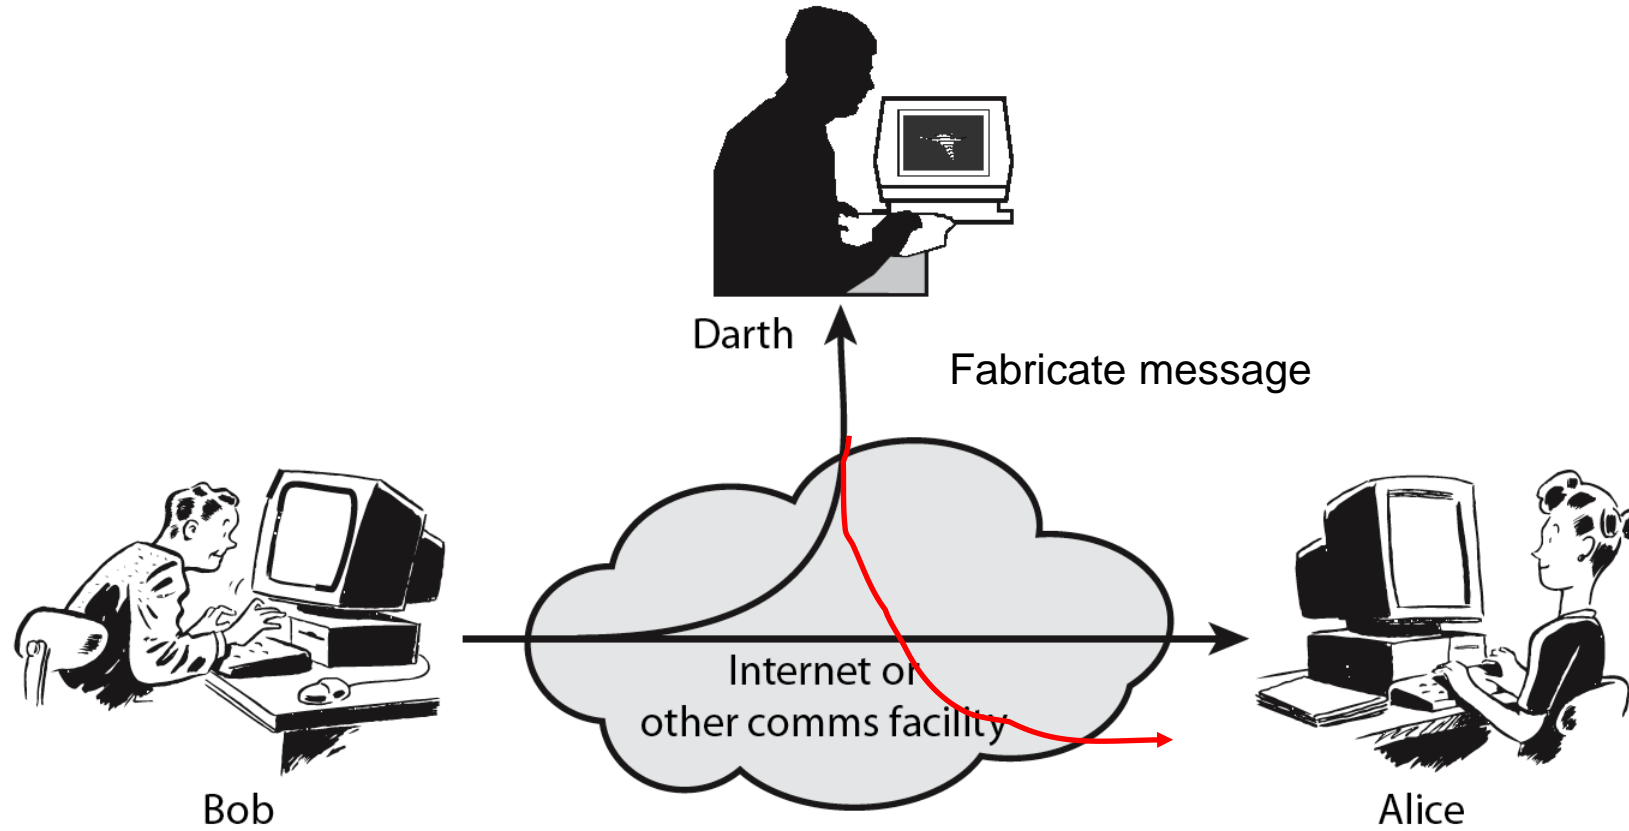 Darth
Fabricate message
Internet or
other comms facility
Bob
Alice